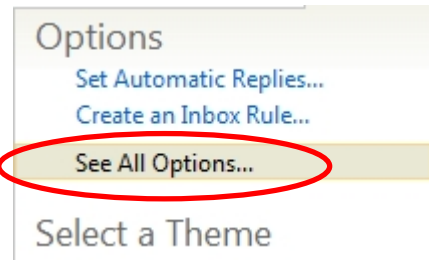 Options
Set Automatic Replies...
Create an Inbox Rule...
See All Options...
Select a Theme